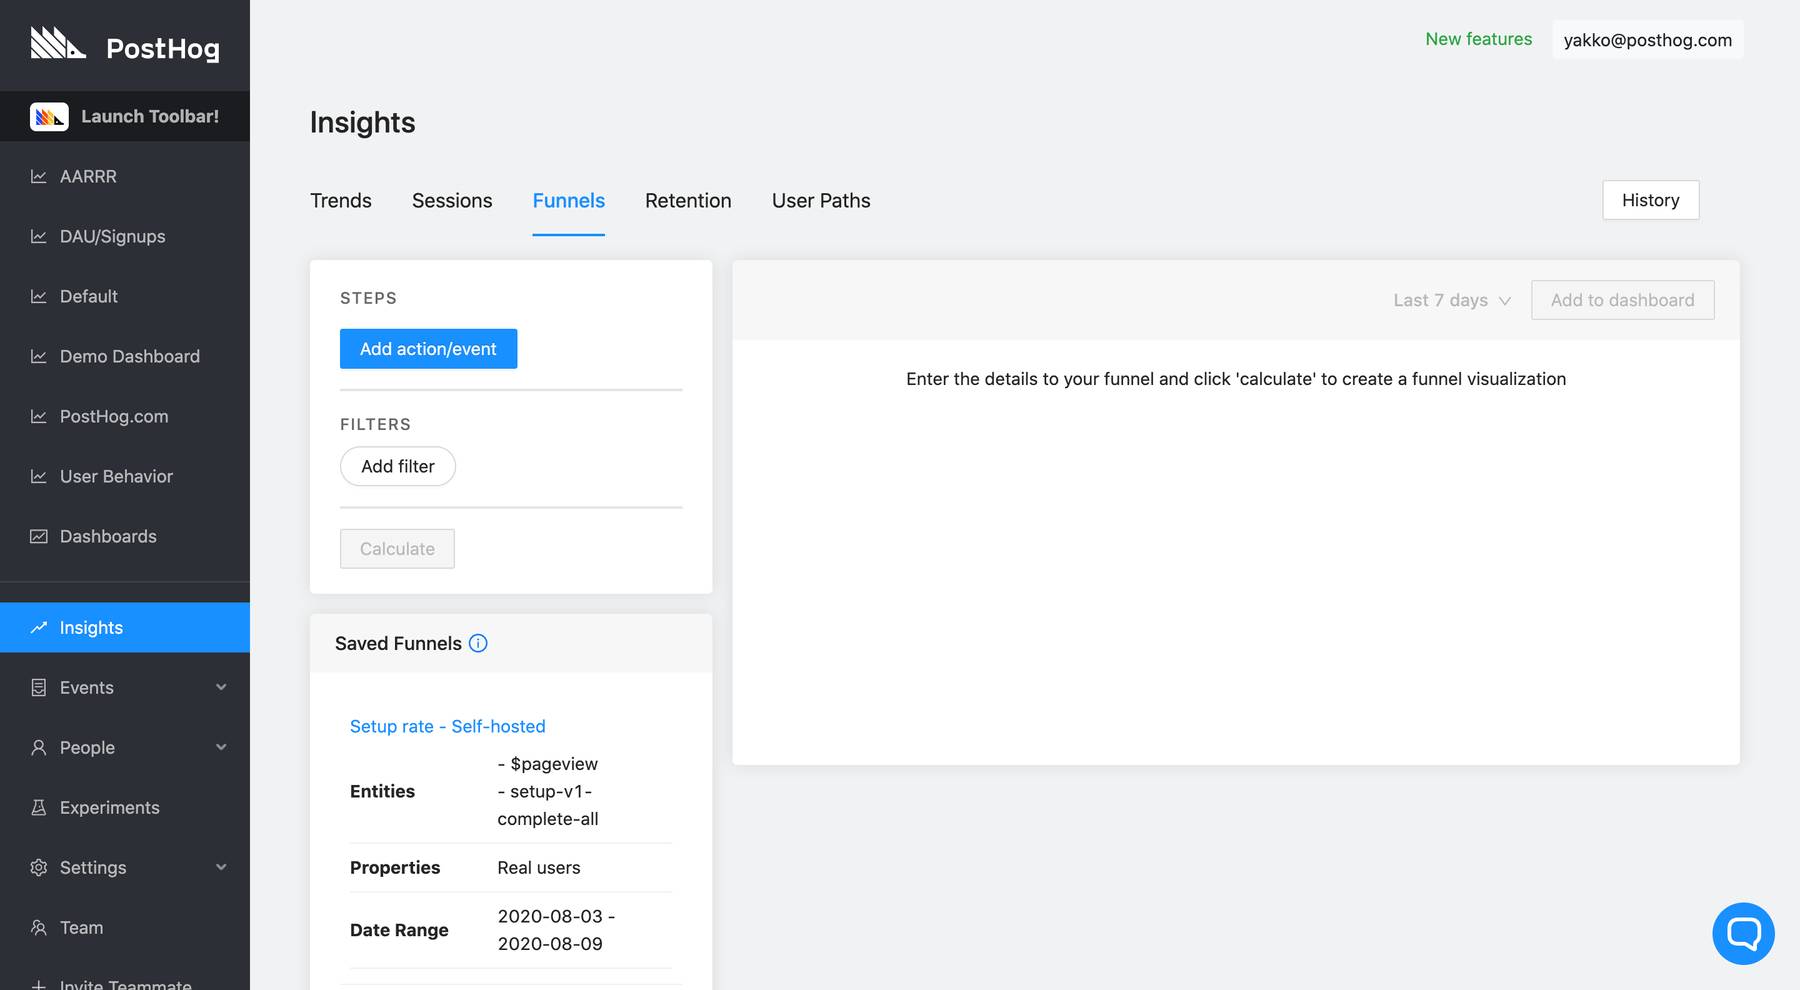 PostHog
Launch Toolbar!
AARRR
DAU/Signups
Default
Demo Dashboard
PostHog.com
User Behavior
Dashboards
Insights
Events
People
Experiments
Settings
Team
Invite Teammate
New features
yakko@posthog.com
Insights
Trends
Sessions
Funnels
Retention
User Paths
History
STEPS
Add action/event
FILTERS
Add filter
Calculate
Saved Funnels
Setup rate - Self-hosted
Entities
- $pageview
- setup-v1-
complete-all
Properties
Real users
Date Range
2020-08-03 -
2020-08-09
Last 7 days
Add to dashboard
Enter the details to your funnel and click 'calculate' to create a funnel visualization